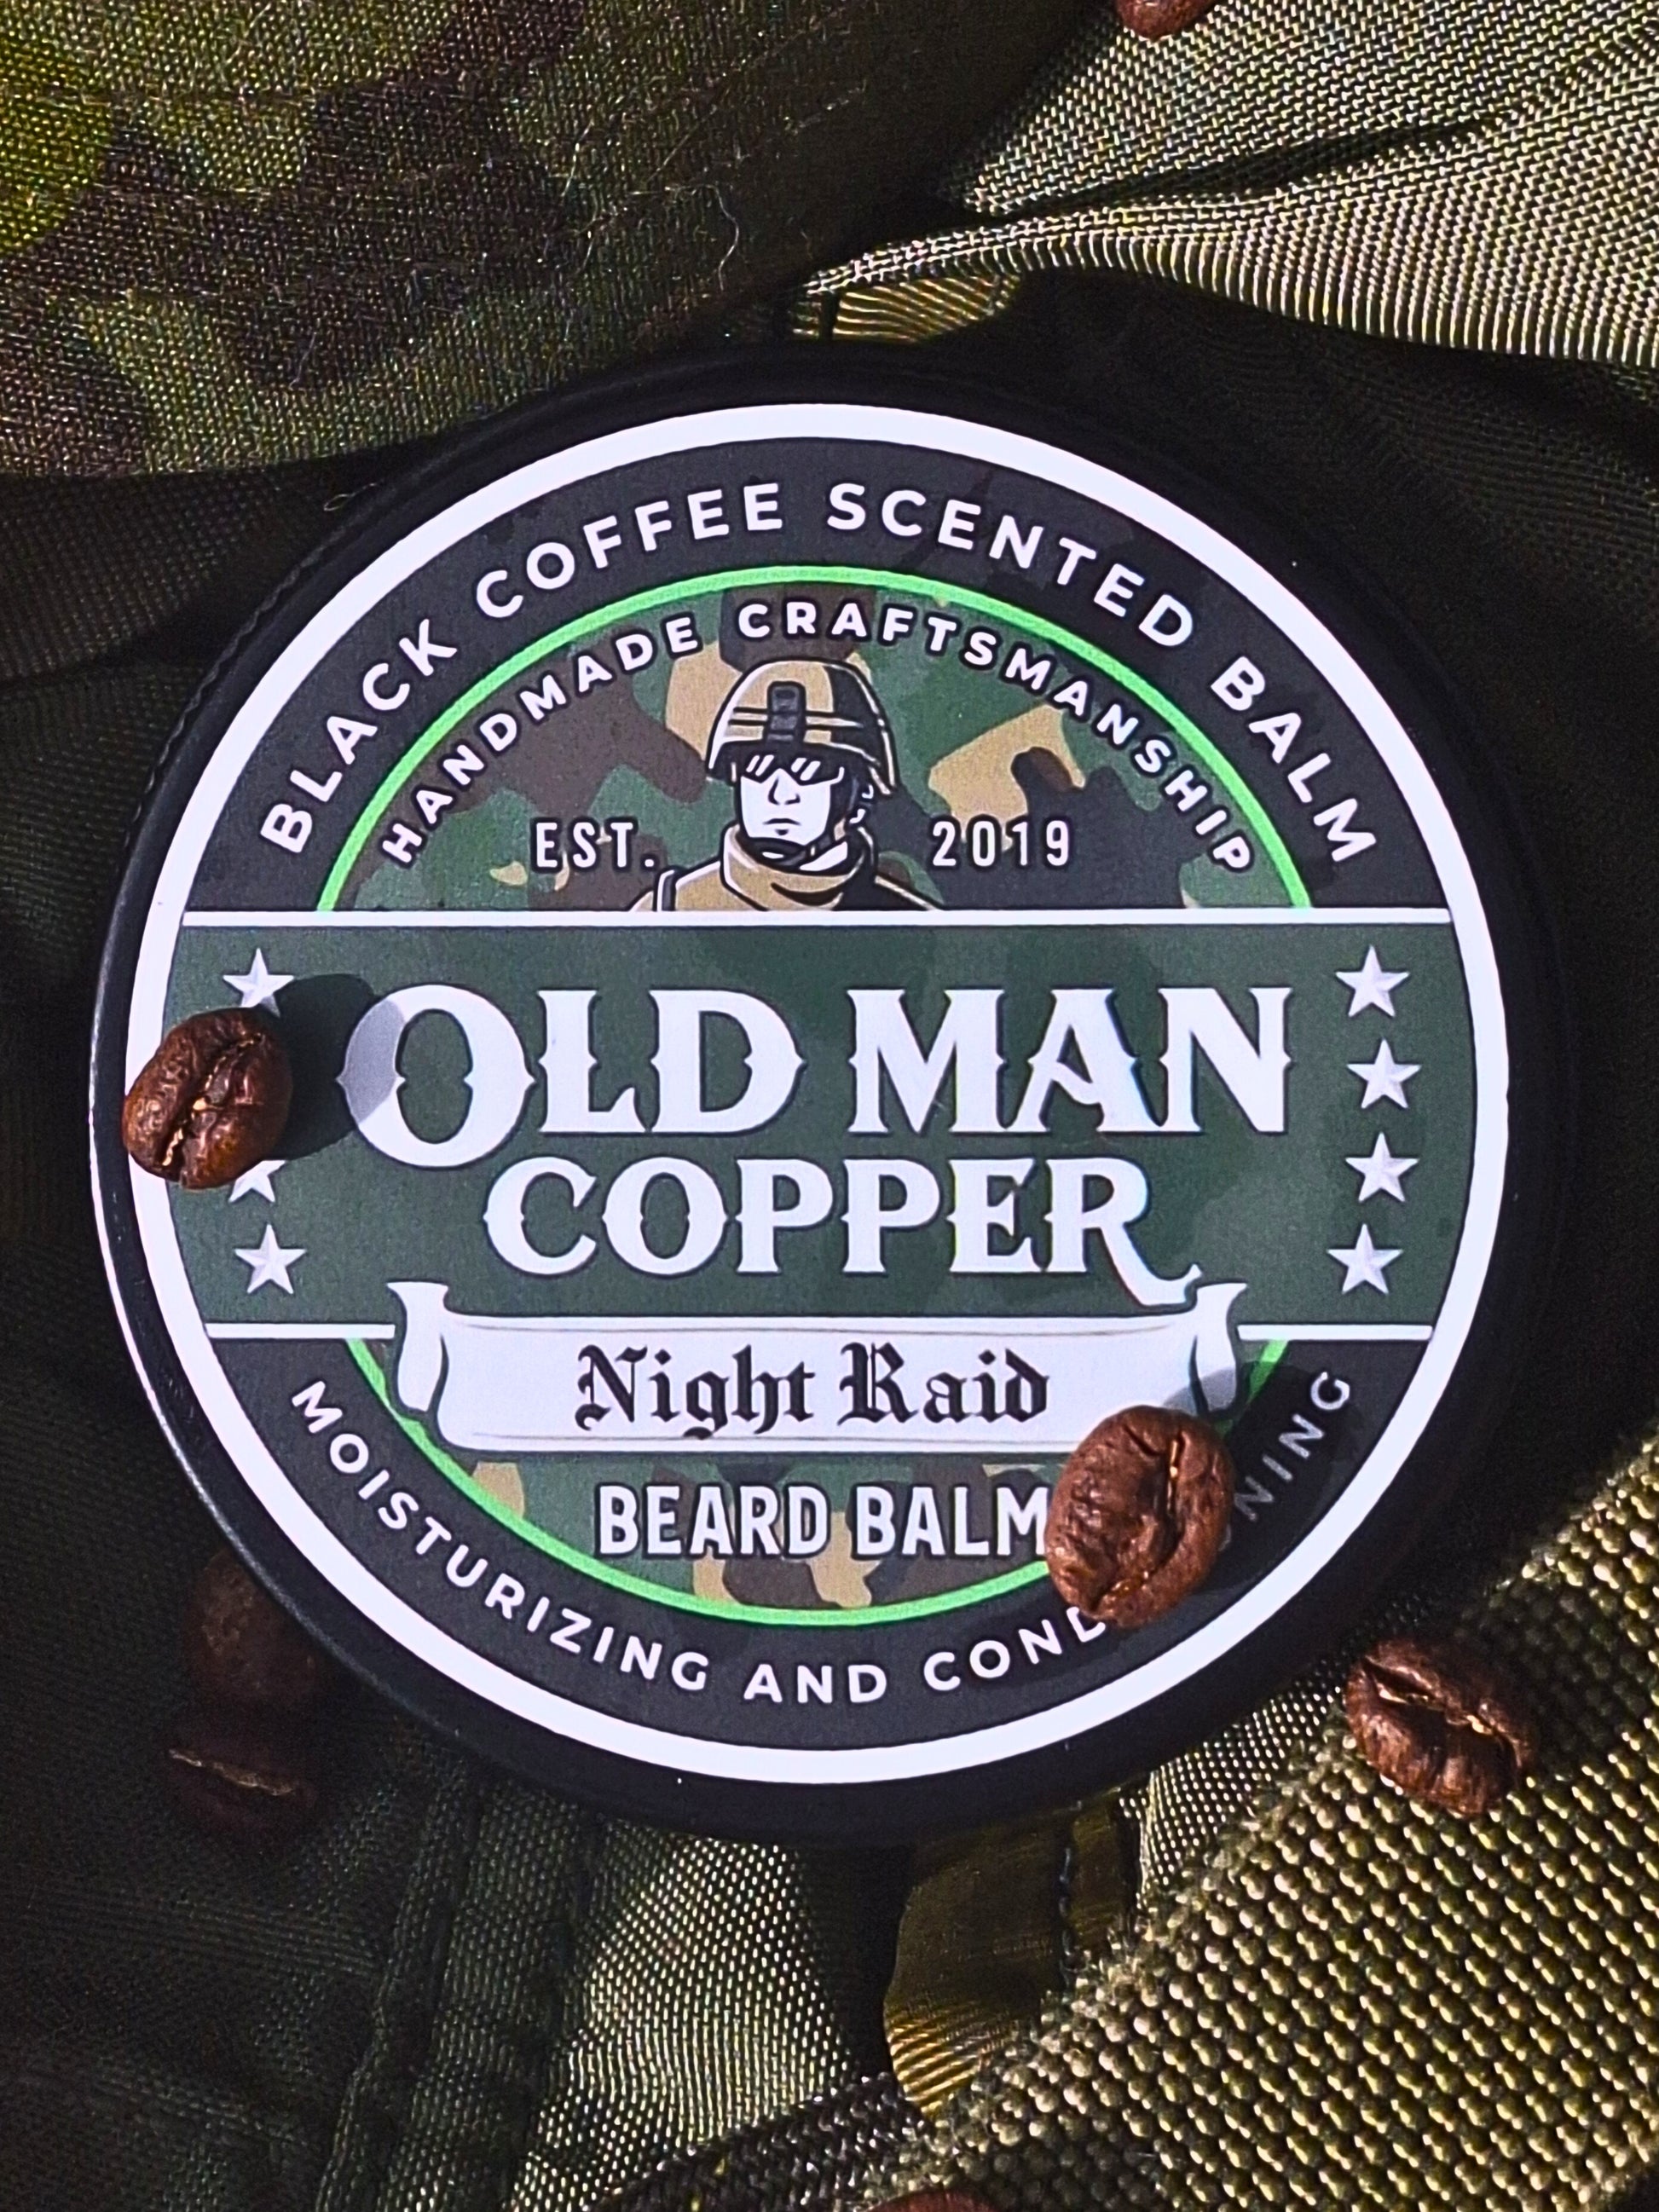 BLACK COFFEE SCENTED BALM
HANDMADE CRAFTSMANSHIP
EST. 2019
OLD MAN
COPPER
Night Raid
BEARD BALM
MOISTURIZING AND